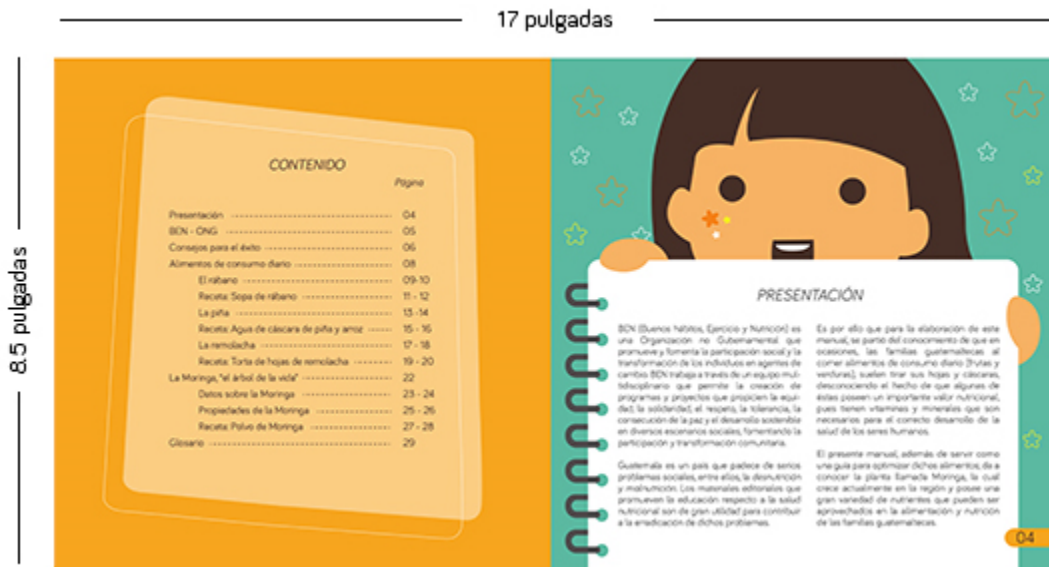 17 pulgadas
8.5 pulgadas
CONTENIDO
Página
Presentación 04
BEN - ONG 05
Consejos para el éxito 06
Alimentos de consumo diario 08
El rábano 09-10
Receta: Sopa de rábano 11 - 12
La piña 13 -14
Receta: Agua de cáscara de piña y arroz 15 - 16
La remolacha 17 - 18
Receta: Torta de hojas de remolacha 19 - 20
La Moringa, "el árbol de la vida" 22
Datos sobre la Moringa 23 - 24
Propiedades de la Moringa 25 - 26
Receta: Polvo de Moringa 27 - 28
Glosario 29
PRESENTACIÓN
BEN (Buenos hábitos, Ejercicio y Nutrición) es
una Organización no Gubernamental que
promueve y fomenta la participación social y la
transformación de los individuos en agentes de
cambio. BEN trabaja a través de un equipo mul-
tidisciplinario que permite la creación de
programas y proyectos que propicien la equi-
dad, la solidaridad, el respeto, la tolerancia, la
consecución de la paz y el desarrollo sostenible
en diversos escenarios sociales, fomentando la
participación y transformación comunitaria.
Guatemala es un país que padece de serios
problemas sociales, entre ellos, la desnutrición
y malnutrición. Los materiales editoriales que
promueven la educación respecto a la salud
nutricional son de gran utilidad para contribuir
a la erradicación de dichos problemas.
Es por ello que para la elaboración de este
manual, se partió del conocimiento de que en
ocasiones, las familias guatemaltecas al
comer alimentos de consumo diario (frutas y
verduras), suelen tirar sus hojas y cáscaras,
desconociendo el hecho de que algunas de
éstas poseen un importante valor nutricional,
pues tienen vitaminas y minerales que son
necesarios para el correcto desarrollo de la
salud de los seres humanos.
El presente manual, además de servir como
una guía para optimizar dichos alimentos, da a
conocer la planta llamada Moringa, la cual
crece actualmente en la región y posee una
gran variedad de nutrientes que pueden ser
aprovechados en la alimentación y nutrición
de las familias guatemaltecas.
04